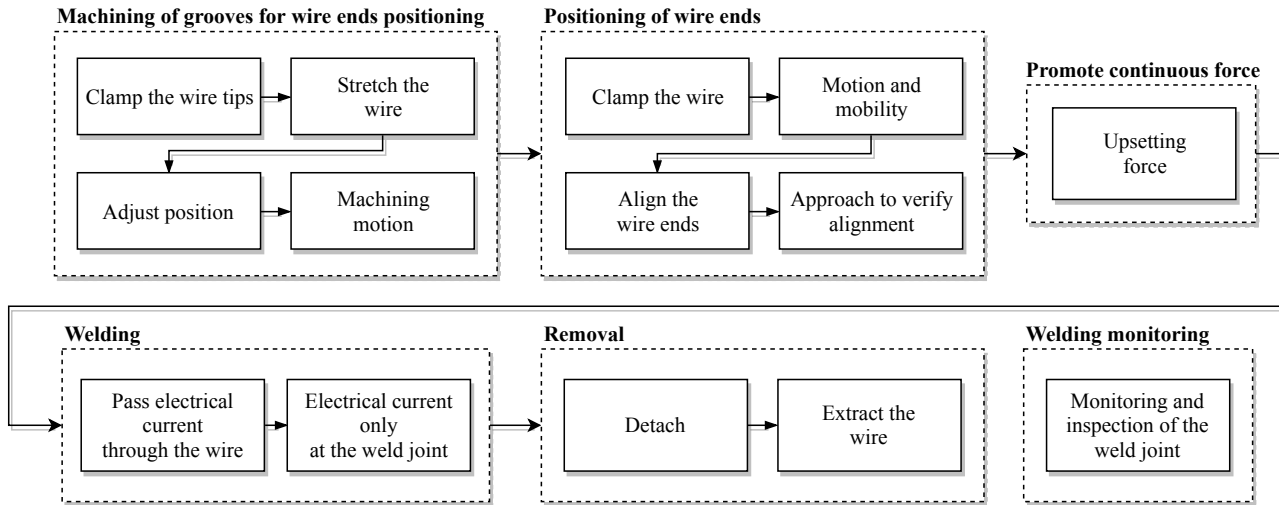 Machining of grooves for wire ends positioning
Clamp the wire tips
Stretch the
wire
Adjust position
Machining
motion
Positioning of wire ends
Clamp the wire
Motion and
mobility
Align the
wire ends
Approach to verify
alignment
Promote continuous force
Upsetting
force
Welding
Pass electrical
current
through the wire
Electrical current
only
at the weld joint
Removal
Detach
Extract the
wire
Welding monitoring
Monitoring and
inspection of the
weld joint